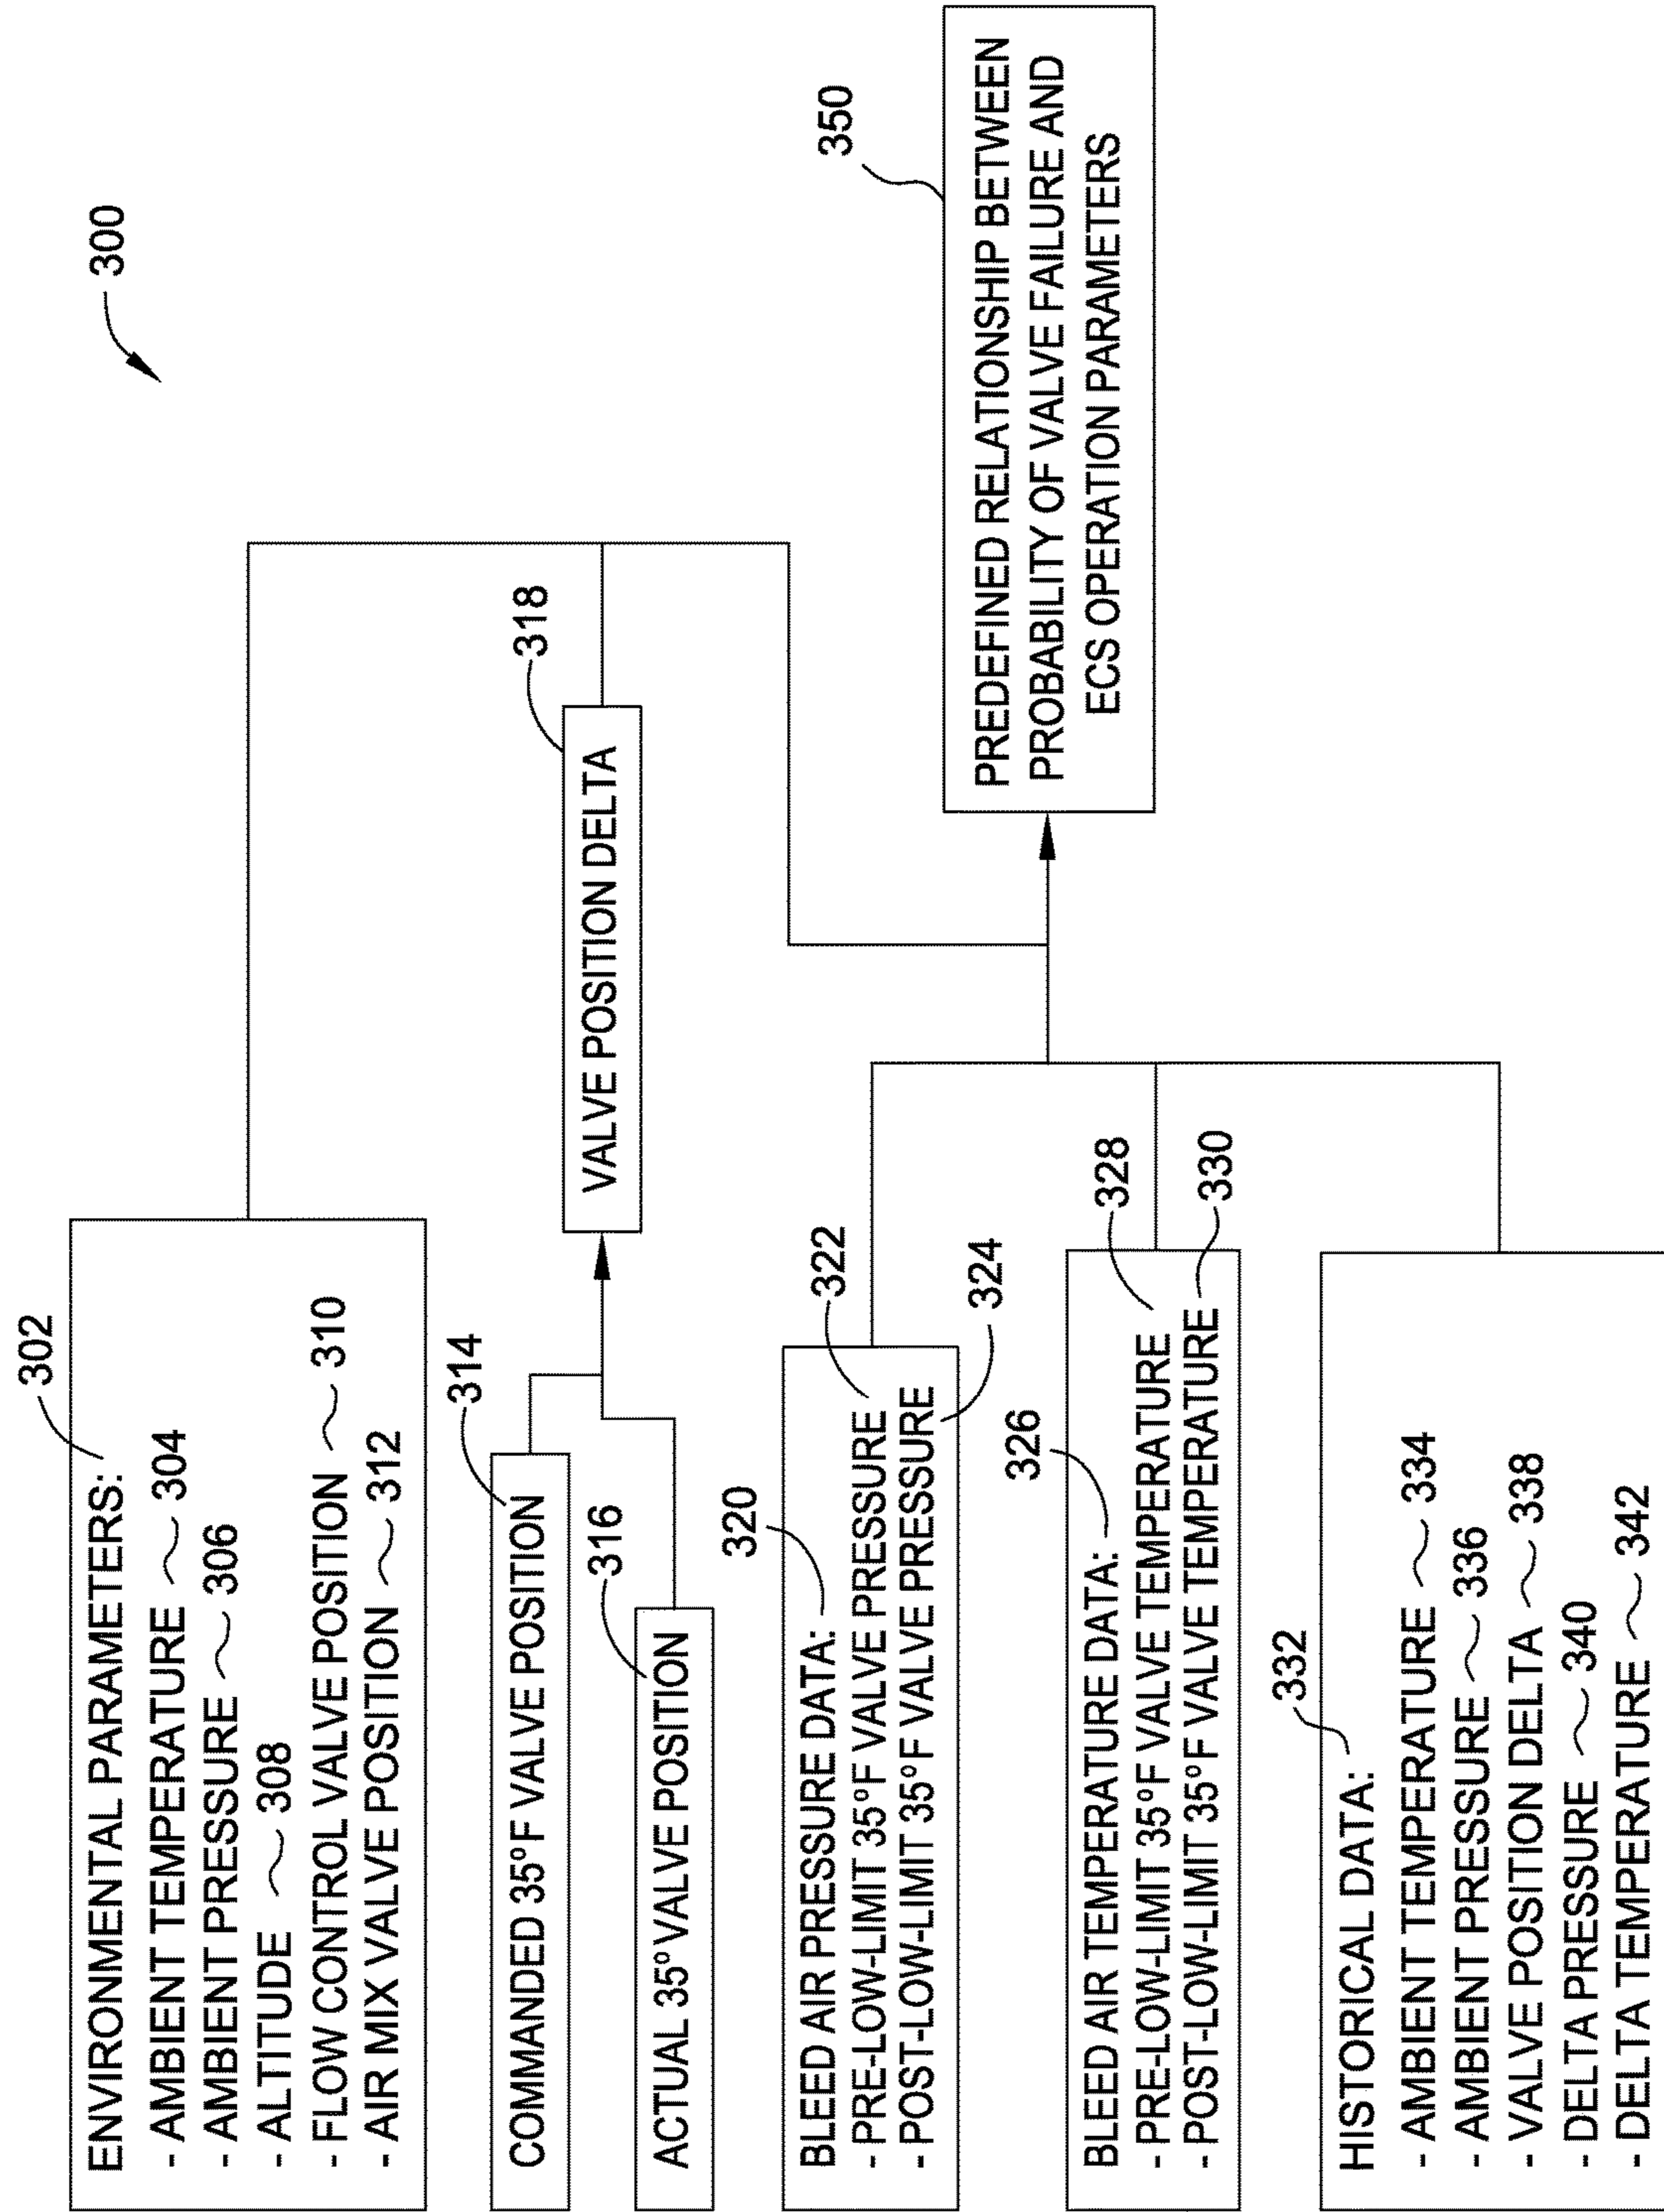 300
ENVIRONMENTAL PARAMETERS: 302
- AMBIENT TEMPERATURE ~ 304
- AMBIENT PRESSURE ~ 306
- ALTITUDE ~ 308
- FLOW CONTROL VALVE POSITION ~ 310
- AIR MIX VALVE POSITION ~ 312
COMMANDED 35°F VALVE POSITION 314
ACTUAL 35° VALVE POSITION 316
VALVE POSITION DELTA 318
BLEED AIR PRESSURE DATA: 320
- PRE-LOW-LIMIT 35°F VALVE PRESSURE 322
- POST-LOW-LIMIT 35°F VALVE PRESSURE 324
BLEED AIR TEMPERATURE DATA: 326
- PRE-LOW-LIMIT 35°F VALVE TEMPERATURE 328
- POST-LOW-LIMIT 35°F VALVE TEMPERATURE 330
HISTORICAL DATA: 332
- AMBIENT TEMPERATURE ~ 334
- AMBIENT PRESSURE ~ 336
- VALVE POSITION DELTA ~ 338
- DELTA PRESSURE ~ 340
- DELTA TEMPERATURE ~ 342
350
PREDEFINED RELATIONSHIP BETWEEN
PROBABILITY OF VALVE FAILURE AND
ECS OPERATION PARAMETERS